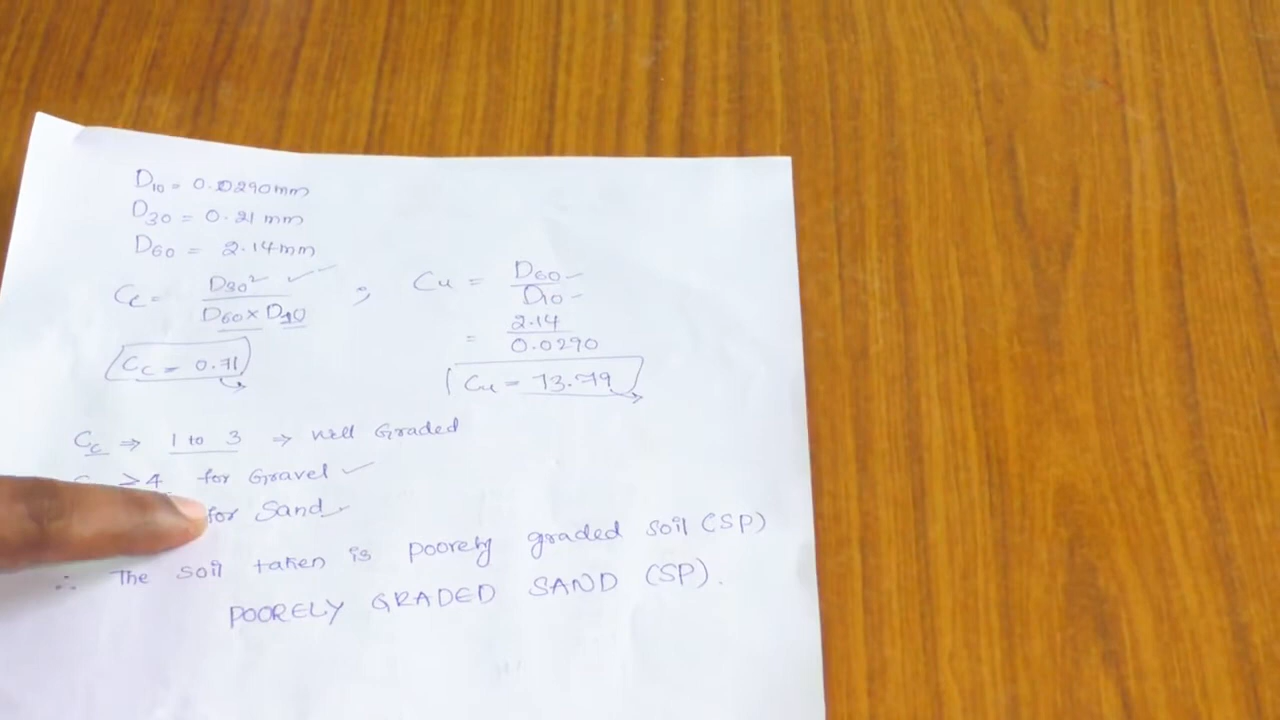 D10 = 0.0290mm
D30 = 0.21 mm
D60 = 2.14mm
Cc = D30² / D60 × D10 ; Cu = D60 / D10
= 2.14 / 0.0290
Cc = 0.71
Cu = 73.79
Cc ⇒ 1 to 3 ⇒ Well Graded
>4 for Gravel ✓
for Sand
∴ The soil taken is poorely graded soil (SP)
POORELY GRADED SAND (SP).